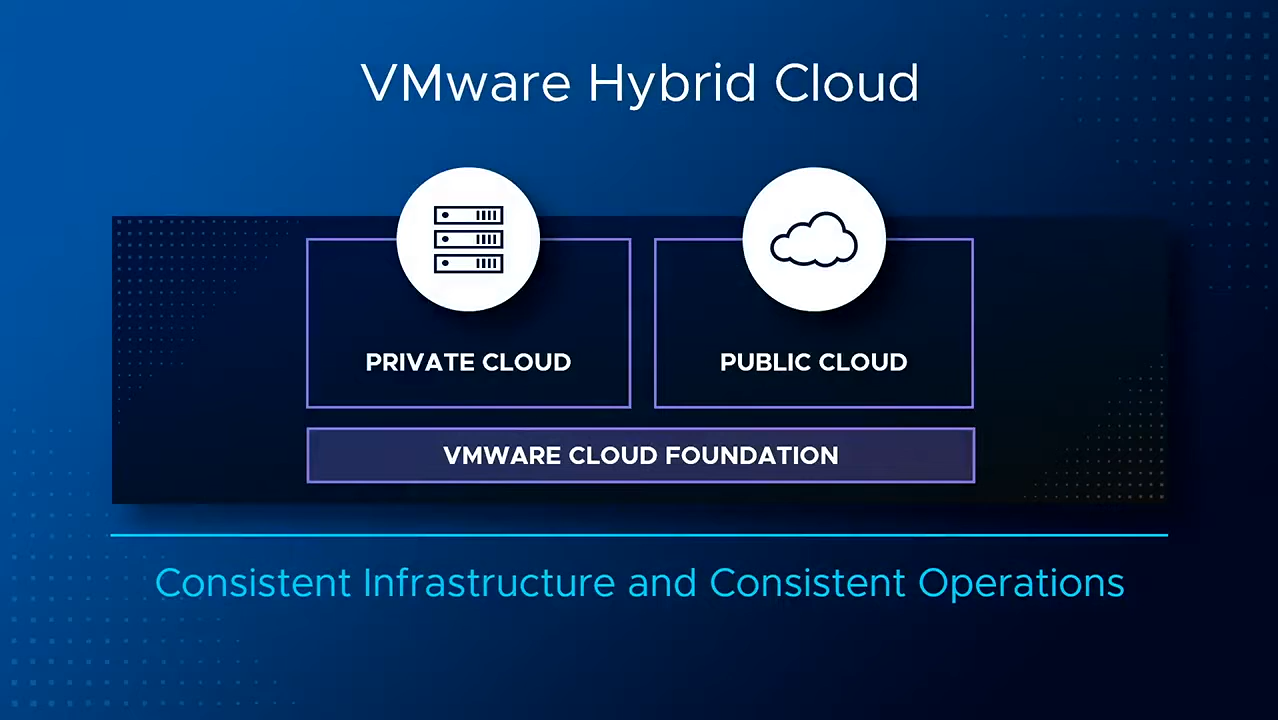 VMware Hybrid Cloud
PRIVATE CLOUD
PUBLIC CLOUD
VMWARE CLOUD FOUNDATION
Consistent Infrastructure and Consistent Operations